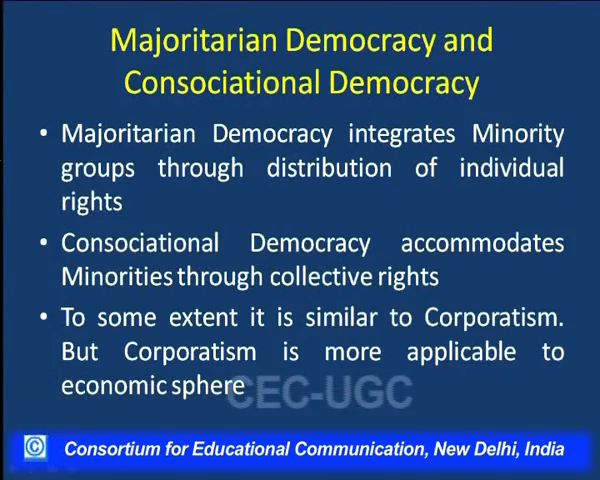 Majoritarian Democracy and
Consociational Democracy
• Majoritarian Democracy integrates Minority
groups through distribution of individual
rights
• Consociational Democracy accommodates
Minorities through collective rights
• To some extent it is similar to Corporatism.
But Corporatism is more applicable to
economic sphere
CEC-UGC
© Consortium for Educational Communication, New Delhi, India